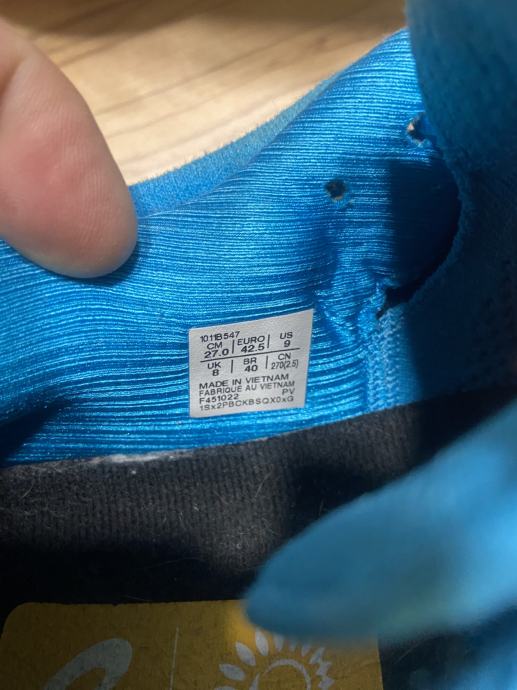 1011B547
CM EURO US
27.0 42.5 9
UK BR CN
8 40 270(2.5)
MADE IN VIETNAM
FABRIQUE AU VIETNAM
F451022 PV
1Sx2PBCKBSQX0xG